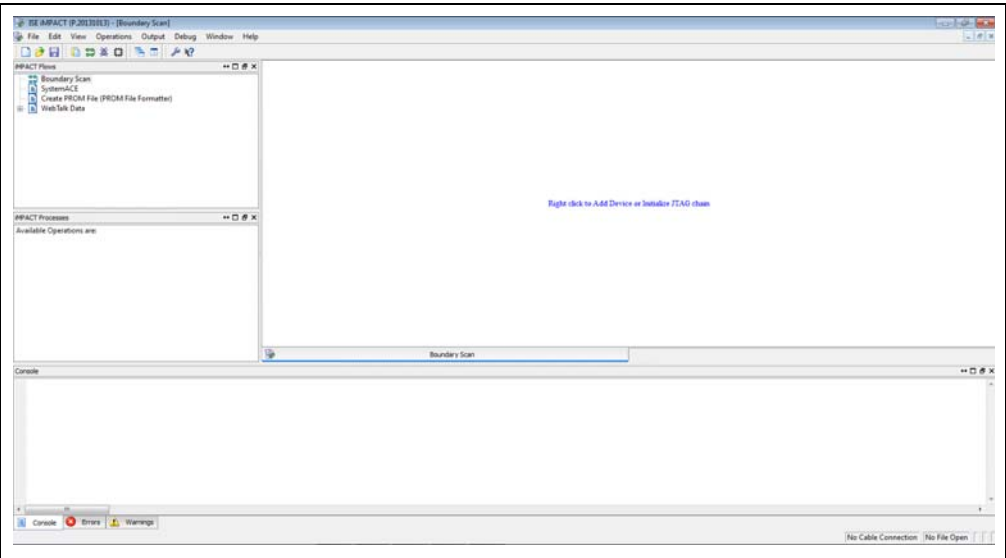 ISE iMPACT (P.20131013) - [Boundary Scan]
File Edit View Operations Output Debug Window Help
iMPACT Flows
Boundary Scan
SystemACE
Create PROM File (PROM File Formatter)
WebTalk Data
Right click to Add Device or Initialize JTAG chain
iMPACT Processes
Available Operations are:
Boundary Scan
Console
Console Errors Warnings
No Cable Connection No File Open